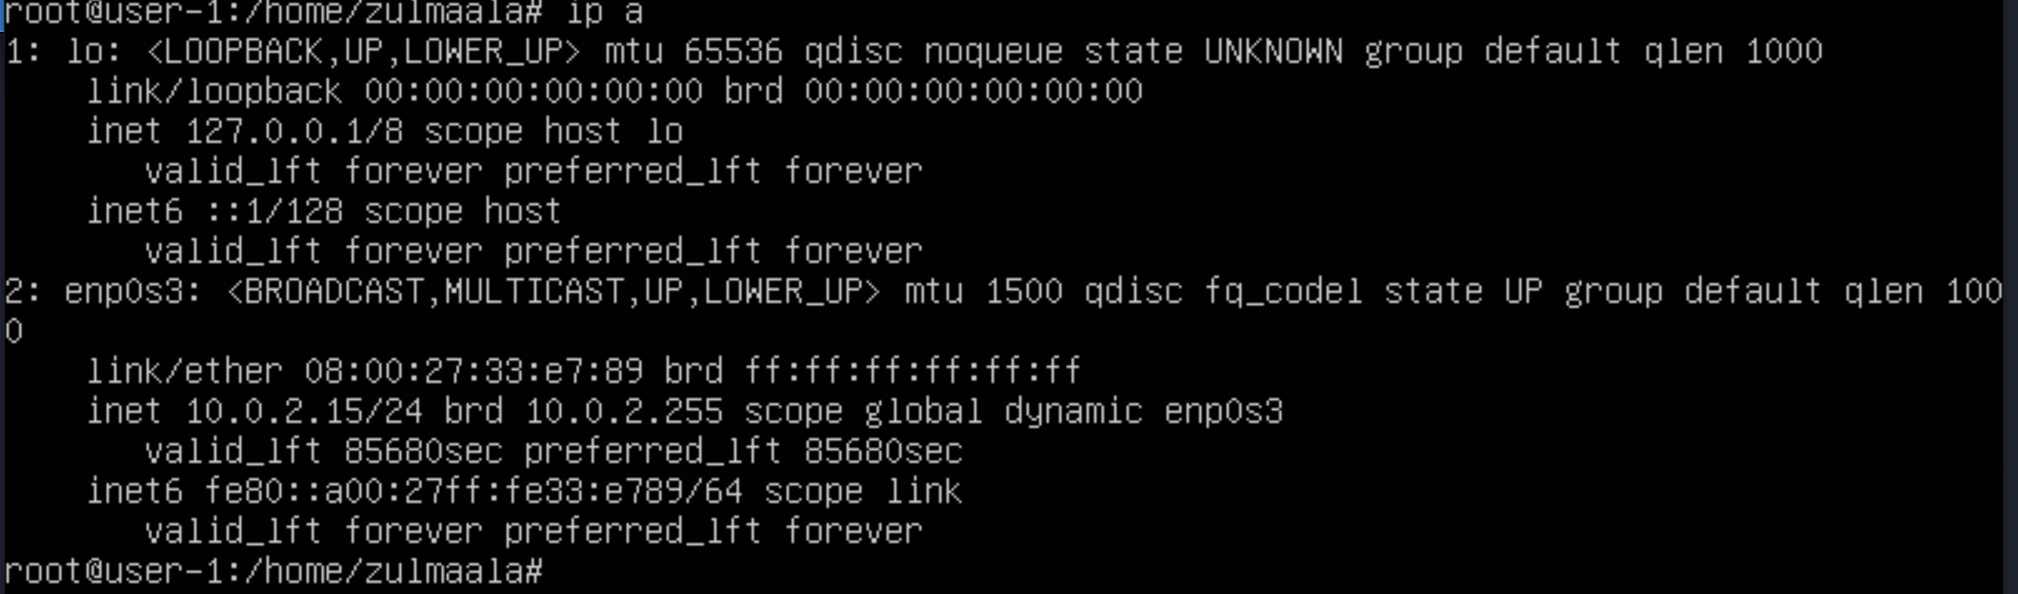 root@user-1:/home/zulmaala# ip a
1: lo: <LOOPBACK,UP,LOWER_UP> mtu 65536 qdisc noqueue state UNKNOWN group default qlen 1000
    link/loopback 00:00:00:00:00:00 brd 00:00:00:00:00:00
    inet 127.0.0.1/8 scope host lo
       valid_lft forever preferred_lft forever
    inet6 ::1/128 scope host
       valid_lft forever preferred_lft forever
2: enp0s3: <BROADCAST,MULTICAST,UP,LOWER_UP> mtu 1500 qdisc fq_codel state UP group default qlen 100
0
    link/ether 08:00:27:33:e7:89 brd ff:ff:ff:ff:ff:ff
    inet 10.0.2.15/24 brd 10.0.2.255 scope global dynamic enp0s3
       valid_lft 85680sec preferred_lft 85680sec
    inet6 fe80::a00:27ff:fe33:e789/64 scope link
       valid_lft forever preferred_lft forever
root@user-1:/home/zulmaala#